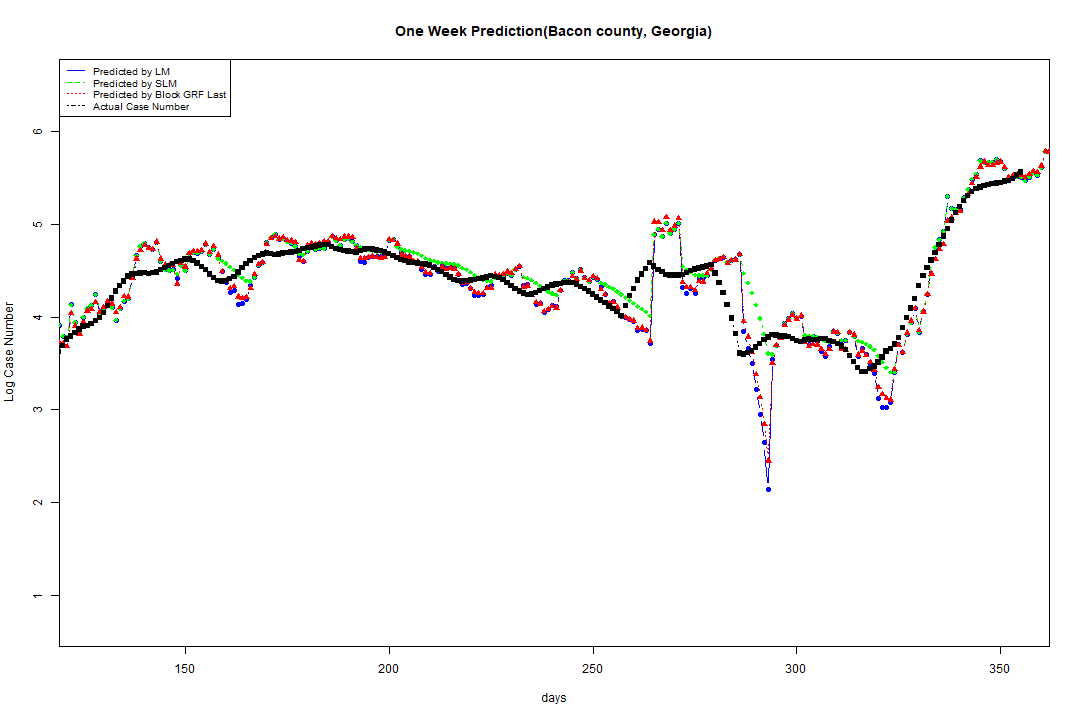 One Week Prediction(Bacon county, Georgia)
Predicted by LM
Predicted by SLM
Predicted by Block GRF Last
Actual Case Number
Log Case Number
6
5
4
3
2
1
150 200 250 300 350
days